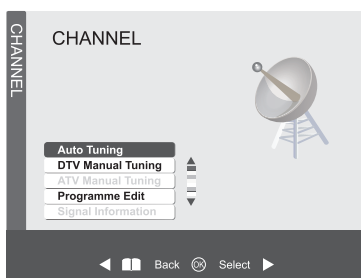 CHANNEL
CHANNEL
Auto Tuning
DTV Manual Tuning
ATV Manual Tuning
Programme Edit
Signal Information
Back OK Select